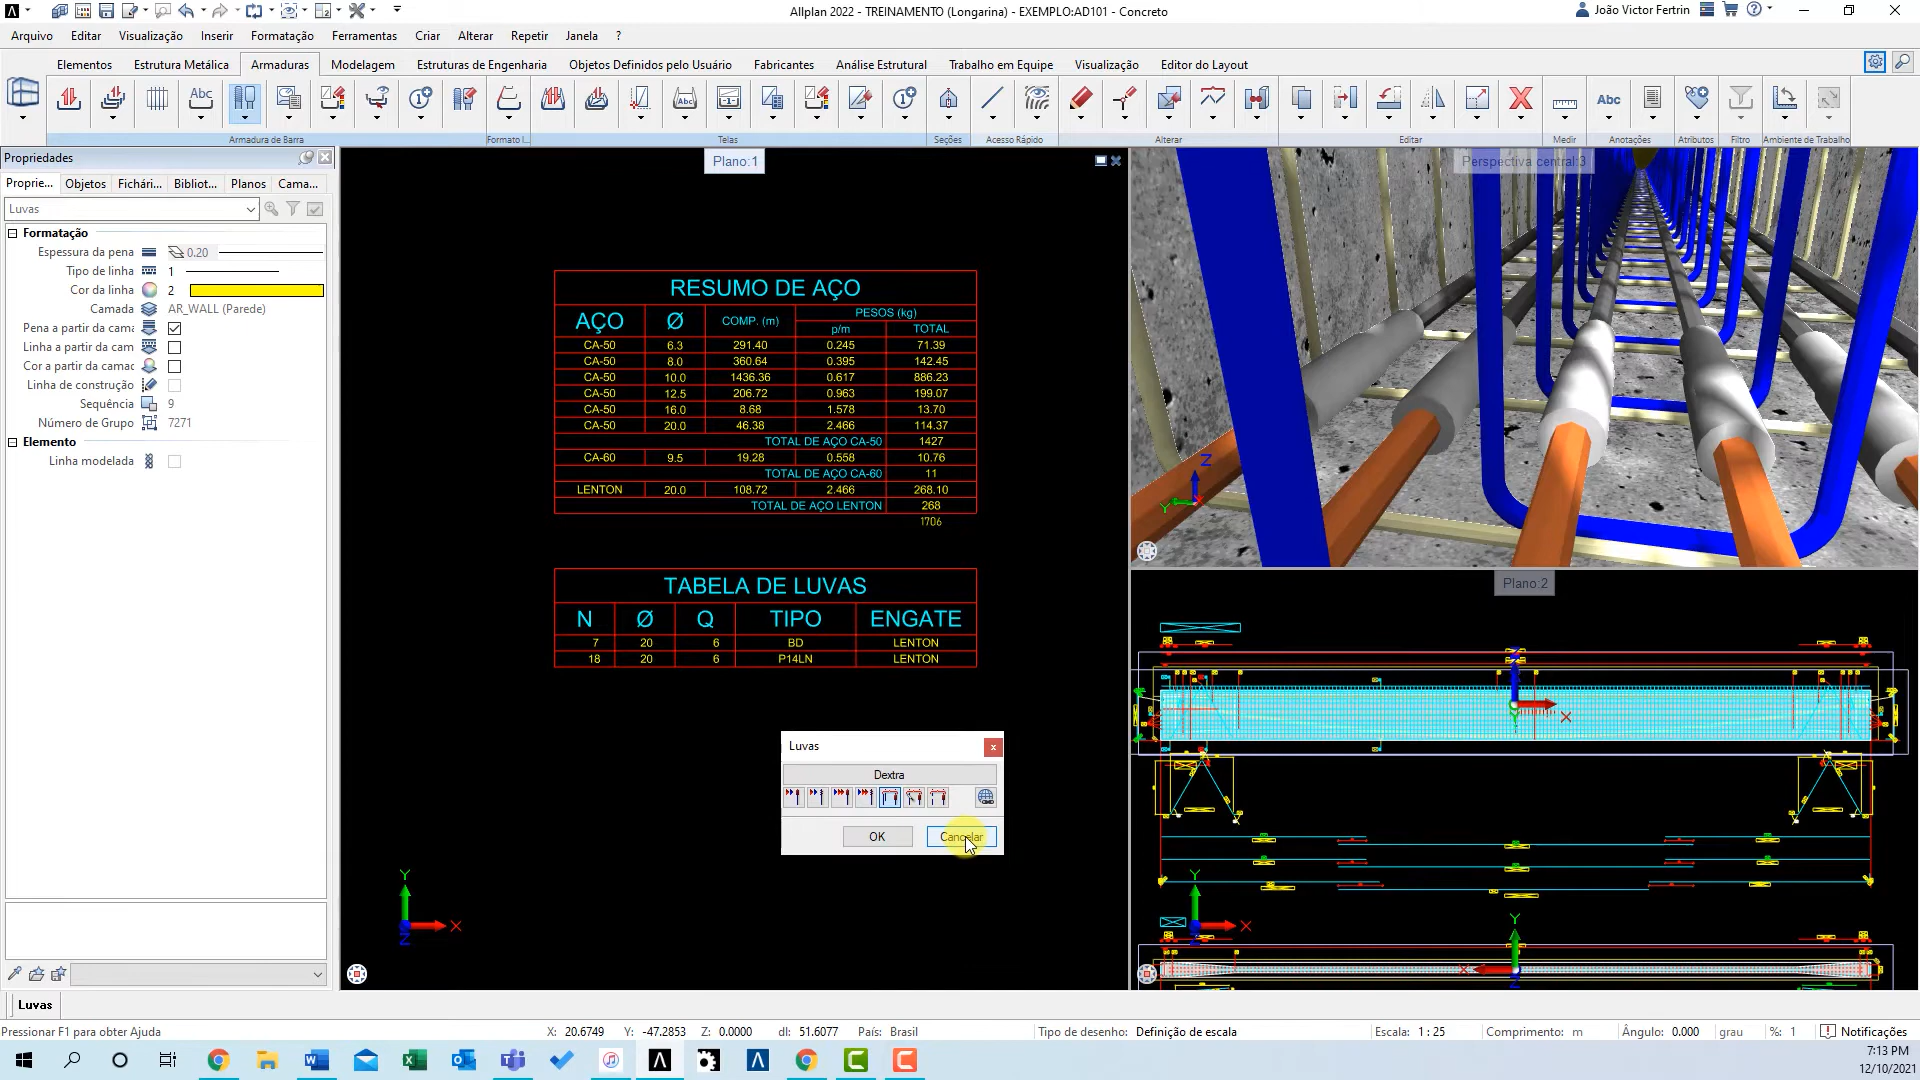 Allplan 2022 - TREINAMENTO (Longarina) - EXEMPLO:AD101 - Concreto
João Victor Fertrin
Arquivo Editar Visualização Inserir Formatação Ferramentas Criar Alterar Repetir Janela ?
Elementos Estrutura Metálica Armaduras Modelagem Estruturas de Engenharia Objetos Definidos pelo Usuário Fabricantes Análise Estrutural Trabalho em Equipe Visualização Editor do Layout
Armadura de Barra Formato I... Telas Seções Acesso Rápido Alterar Editar Medir Anotações Atributos Filtro Ambiente de Trabalho
Propriedades
Proprie... Objetos Fichári... Bibliot... Planos Cama...
Luvas
Formatação
Espessura da pena 0.20
Tipo de linha 1
Cor da linha 2
Camada AR_WALL (Parede)
Pena a partir da cama
Linha a partir da cam
Cor a partir da camac
Linha de construção
Sequência 9
Número de Grupo 7271
Elemento
Linha modelada
Luvas
Plano:1
RESUMO DE AÇO
AÇO Ø COMP. (m) PESOS (kg)
p/m TOTAL
CA-50 6.3 291.40 0.245 71.39
CA-50 8.0 360.64 0.395 142.45
CA-50 10.0 1436.36 0.617 886.23
CA-50 12.5 206.72 0.963 199.07
CA-50 16.0 8.68 1.578 13.70
CA-50 20.0 46.38 2.466 114.37
TOTAL DE AÇO CA-50 1427
CA-60 9.5 19.28 0.558 10.76
TOTAL DE AÇO CA-60 11
LENTON 20.0 108.72 2.466 268.10
TOTAL DE AÇO LENTON 268
1706
TABELA DE LUVAS
N Ø Q TIPO ENGATE
7 20 6 BD LENTON
18 20 6 P14LN LENTON
Luvas
Dextra
OK Cancelar
Y
X
Z
Perspectiva central:3
Z
Y
Plano:2
X
Y
X
Z
Y
X
Pressionar F1 para obter Ajuda X: 20.6749 Y: -47.2853 Z: 0.0000 dl: 51.6077 País: Brasil Tipo de desenho: Definição de escala Escala: 1 : 25 Comprimento: m Ângulo: 0.000 grau %: 1 Notificações
7:13 PM
12/10/2021